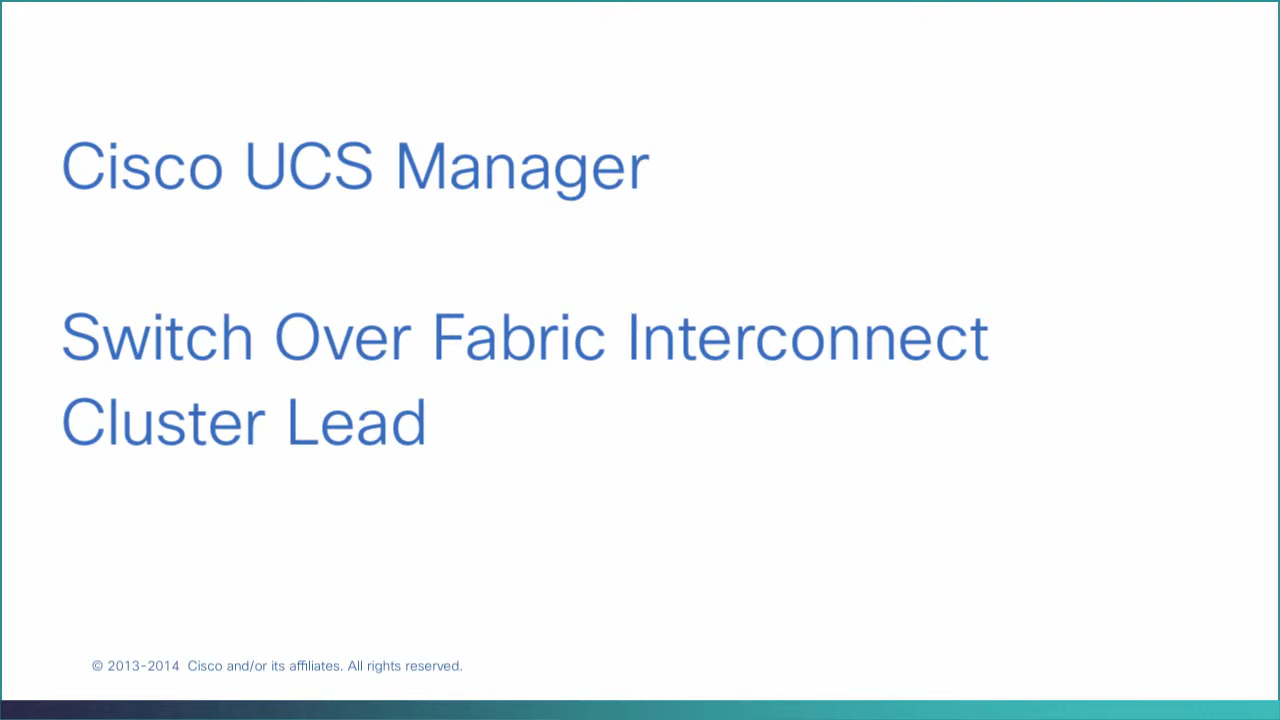 Cisco UCS Manager
Switch Over Fabric Interconnect
Cluster Lead
© 2013-2014 Cisco and/or its affiliates. All rights reserved.